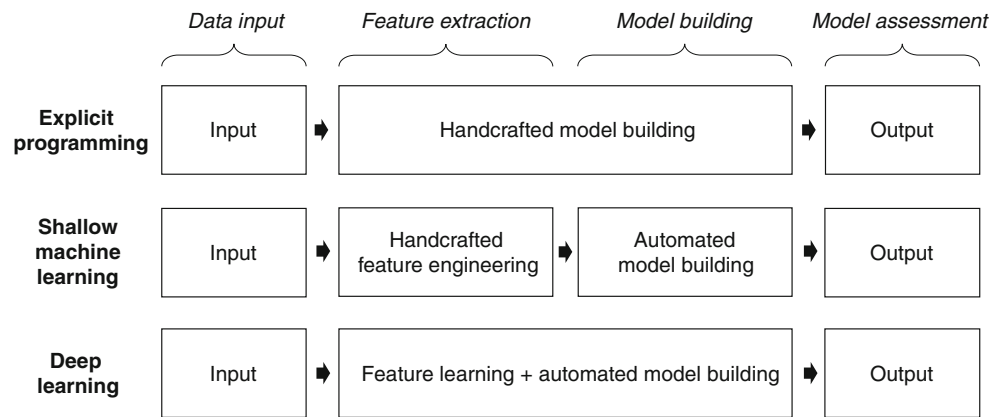 Data input Feature extraction Model building Model assessment
Explicit
programming
Input
Handcrafted model building
Output
Shallow
machine
learning
Input
Handcrafted
feature engineering
Automated
model building
Output
Deep
learning
Input
Feature learning + automated model building
Output